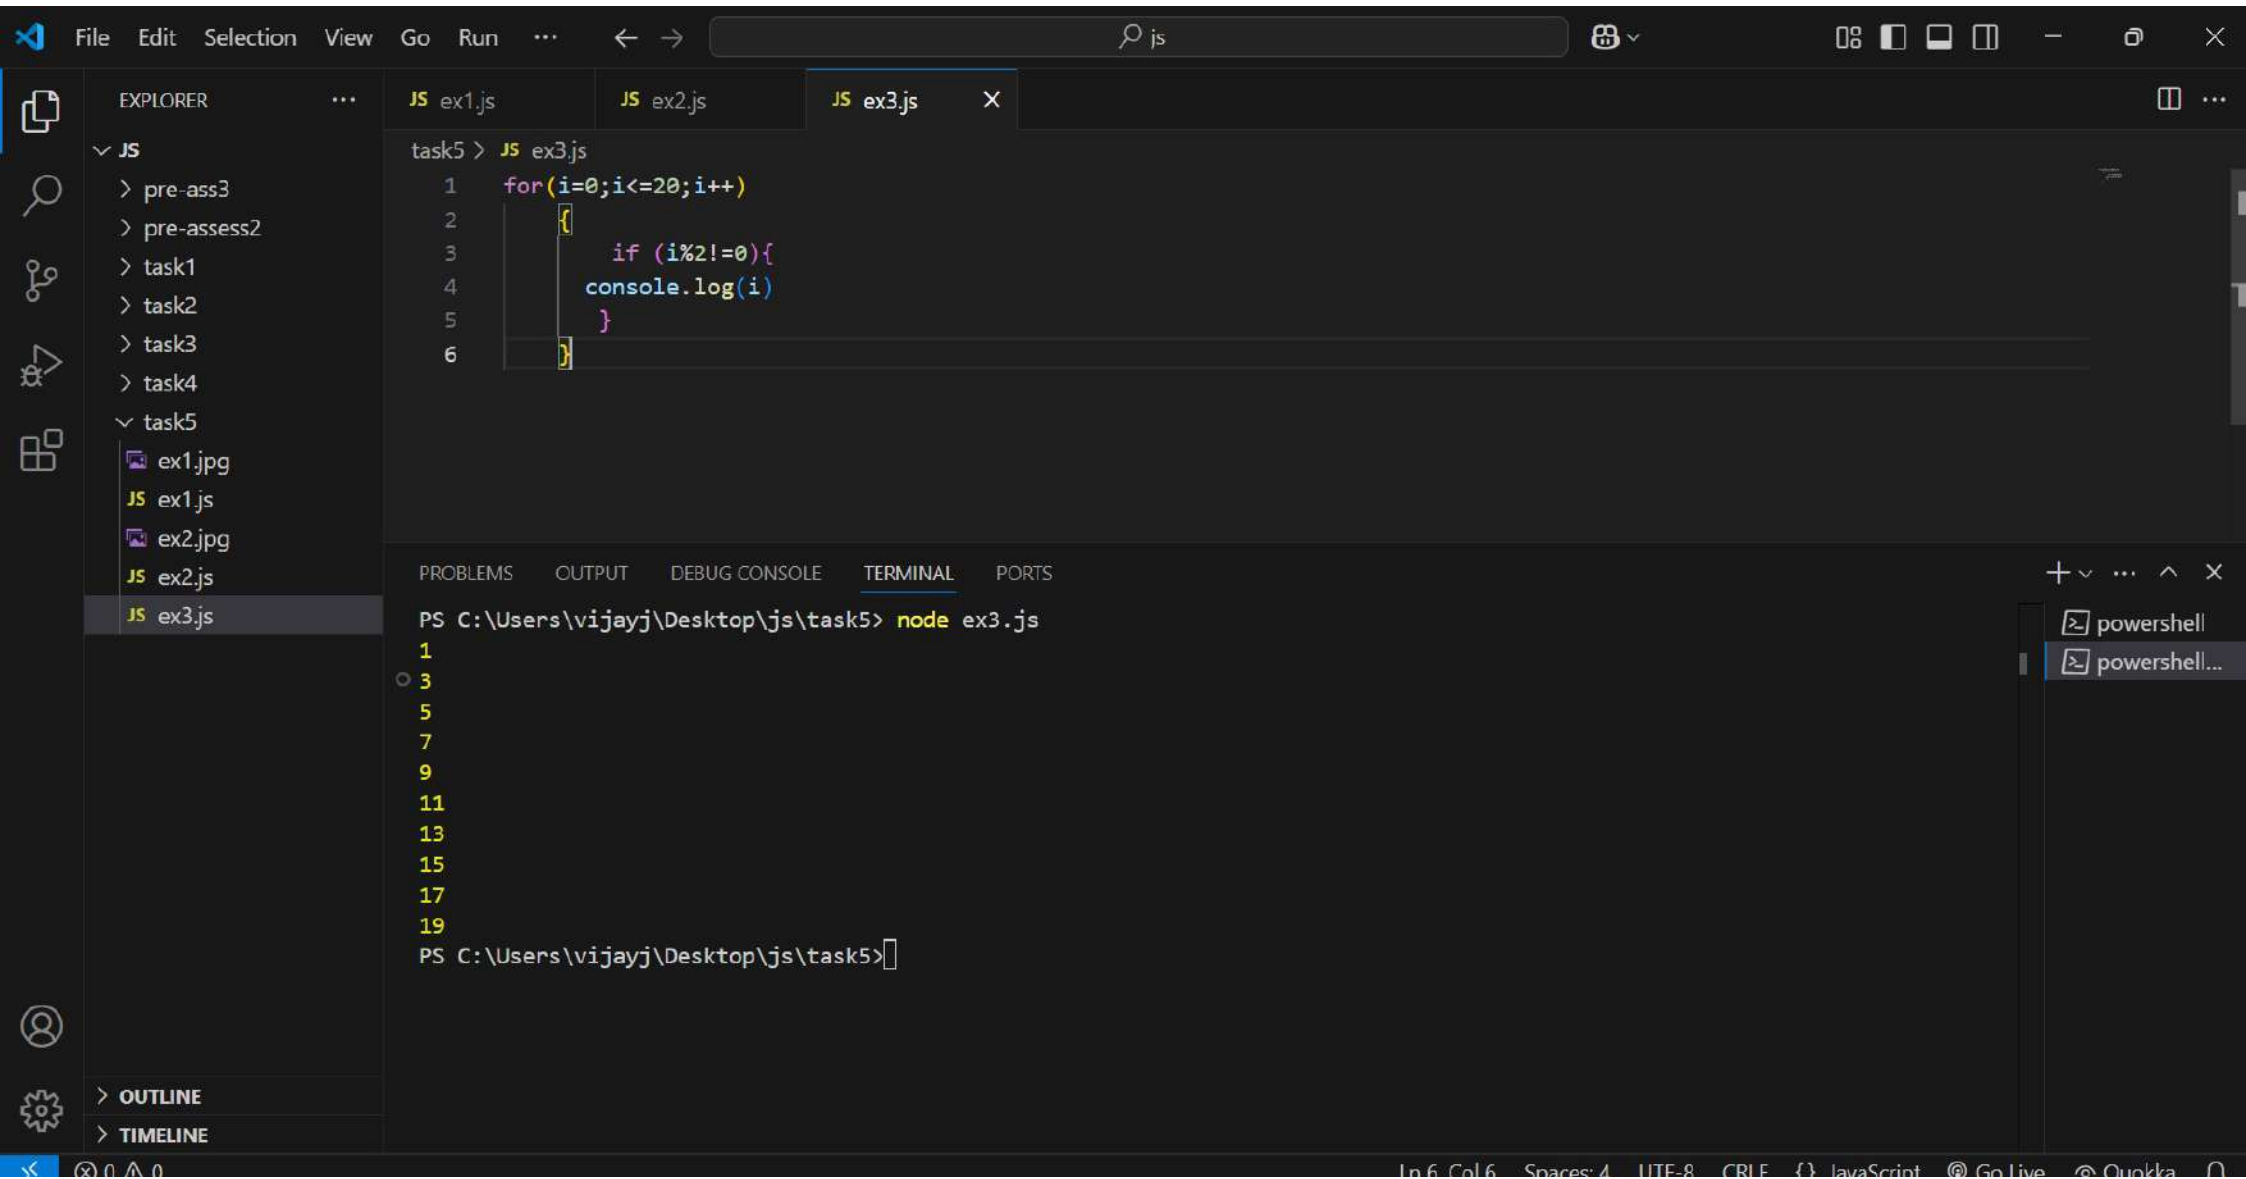 File Edit Selection View Go Run ... js
EXPLORER ...
JS
pre-ass3
pre-assess2
task1
task2
task3
task4
task5
ex1.jpg
JS ex1.js
ex2.jpg
JS ex2.js
JS ex3.js
OUTLINE
TIMELINE
JS ex1.js JS ex2.js JS ex3.js
task5 > JS ex3.js
1 for(i=0;i<=20;i++)
2 {
3 if (i%2!=0){
4 console.log(i)
5 }
6 }
PROBLEMS OUTPUT DEBUG CONSOLE TERMINAL PORTS
PS C:\Users\vijayj\Desktop\js\task5> node ex3.js
1
3
5
7
9
11
13
15
17
19
PS C:\Users\vijayj\Desktop\js\task5>
powershell
powershell...
0 0 Ln 6, Col 6 Spaces: 4 UTF-8 CRLF {} JavaScript Go Live Quokka